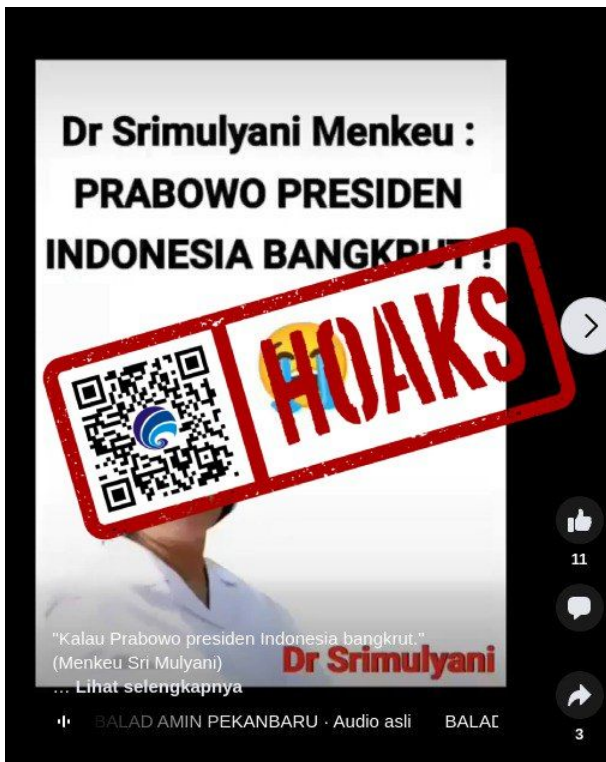 Dr Srimulyani Menkeu :
PRABOWO PRESIDEN
INDONESIA BANGKRUT !
HOAKS
11
"Kalau Prabowo presiden Indonesia bangkrut."
(Menkeu Sri Mulyani)
Dr Srimulyani
... Lihat selengkapnya
BALAD AMIN PEKANBARU · Audio asli BALAD
3